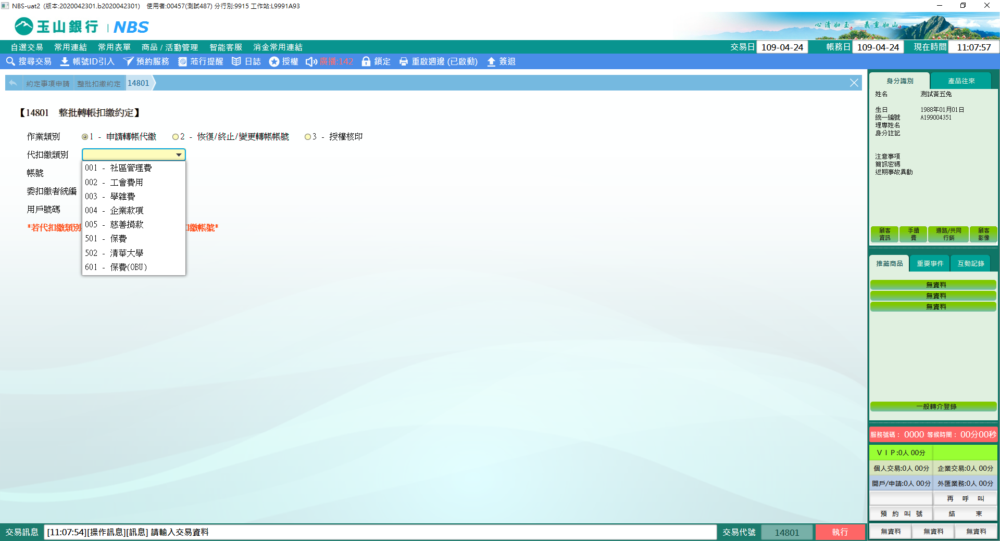 NBS-uat2 (版本:2020042301.b2020042301) 使用者:00457(測試487) 分行別:9915 工作站:L9991A93
玉山銀行 | NBS
心清如玉 義重如山
自選交易 常用連結 常用表單 商品 / 活動管理 智能客服 消金常用連結 交易日 109-04-24 帳務日 109-04-24 現在時間 11:07:57
搜尋交易 帳號ID引入 預約服務 蒞行提醒 日誌 授權 廣播:142 鎖定 重啟週邊 (已啟動) 簽退
約定事項申請 整批扣繳約定 14801
【14801 整批轉帳扣繳約定】
作業類別 1 - 申請轉帳代繳 2 - 恢復/終止/變更轉帳帳號 3 - 授權核印
代扣繳類別
帳號
委扣繳者統編
用戶號碼
*若代扣繳類別 扣繳帳號*
001 - 社區管理費
002 - 工會費用
003 - 學雜費
004 - 企業款項
005 - 慈善捐款
501 - 保費
502 - 清華大學
601 - 保費(OBU)
身分識別 產品往來
姓名 測試黃五兔
生日 1988年01月01日
統一編號 A199004351
理專姓名
身分註記
注意事項
簡訊密碼
近期事故異動
顧客資訊 手續費 通路/共同行銷 顧客影像
推薦商品 重要事件 互動記錄
無資料
無資料
無資料
一般轉介登錄
服務號碼： 0000 等候時間： 00分00秒
ＶＩＰ:0人 00分
個人交易:0人 00分 企業交易:0人 00分
開戶/申請:0人 00分 外匯業務:0人 00分
再 呼 叫
預 約 叫 號 結 束
無資料 無資料 無資料
交易訊息 [11:07:54][操作訊息][訊息] 請輸入交易資料 交易代號 14801 執行